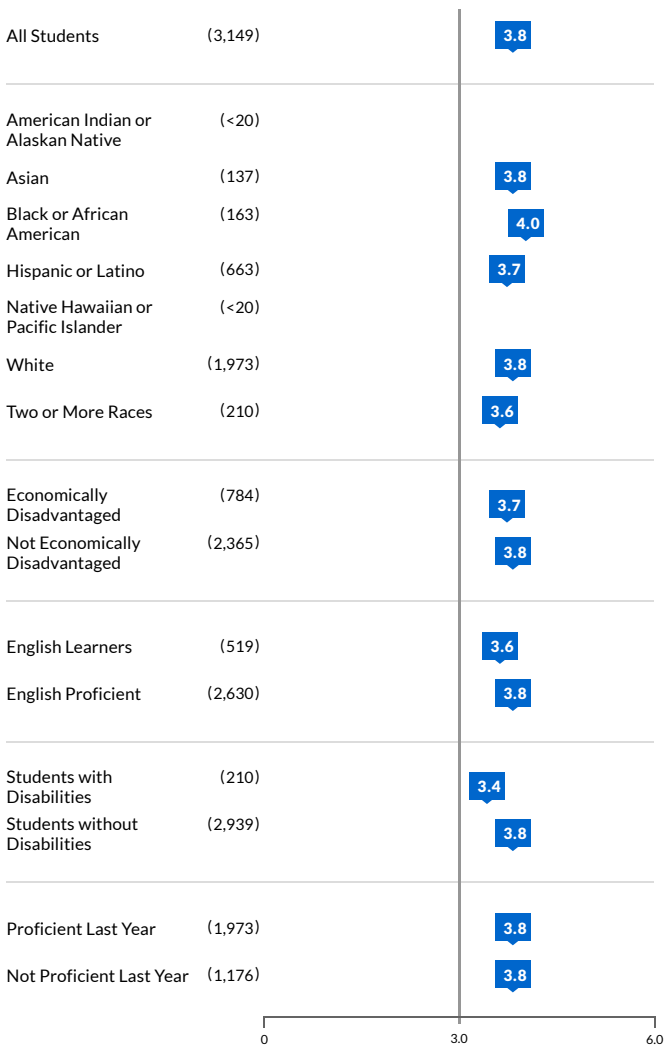 All Students (3,149) 3.8
American Indian or (<20)
Alaskan Native
Asian (137) 3.8
Black or African (163) 4.0
American
Hispanic or Latino (663) 3.7
Native Hawaiian or (<20)
Pacific Islander
White (1,973) 3.8
Two or More Races (210) 3.6
Economically (784) 3.7
Disadvantaged
Not Economically (2,365) 3.8
Disadvantaged
English Learners (519) 3.6
English Proficient (2,630) 3.8
Students with (210) 3.4
Disabilities
Students without (2,939) 3.8
Disabilities
Proficient Last Year (1,973) 3.8
Not Proficient Last Year (1,176) 3.8
0 3.0 6.0